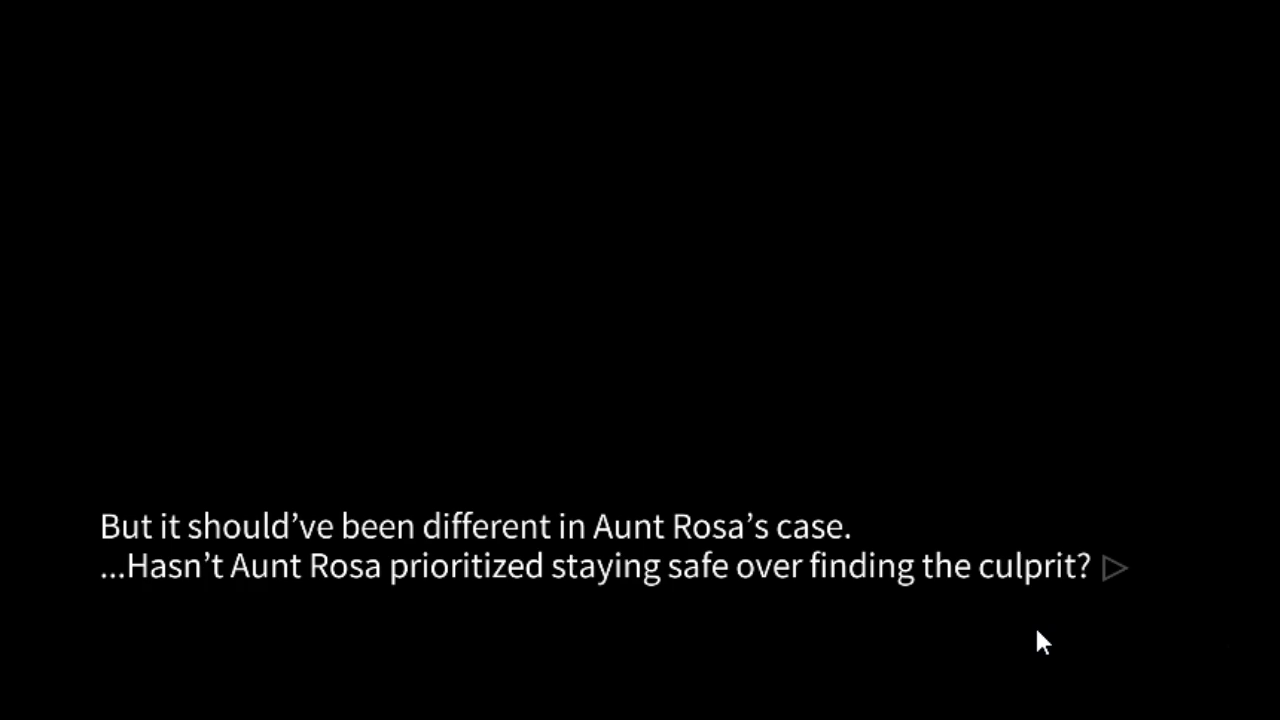 But it should’ve been different in Aunt Rosa’s case.
...Hasn’t Aunt Rosa prioritized staying safe over finding the culprit?